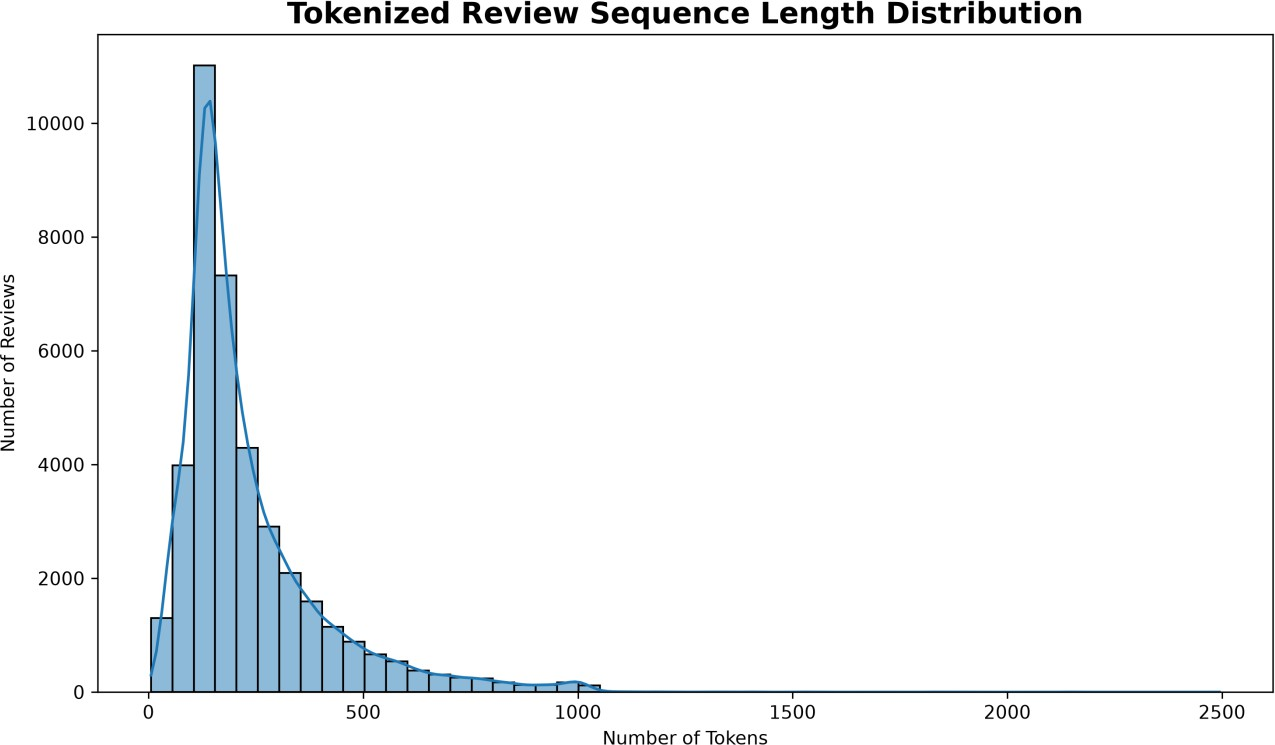 Tokenized Review Sequence Length Distribution
10000
8000
6000
4000
2000
0
Number of Reviews
0 500 1000 1500 2000 2500
Number of Tokens